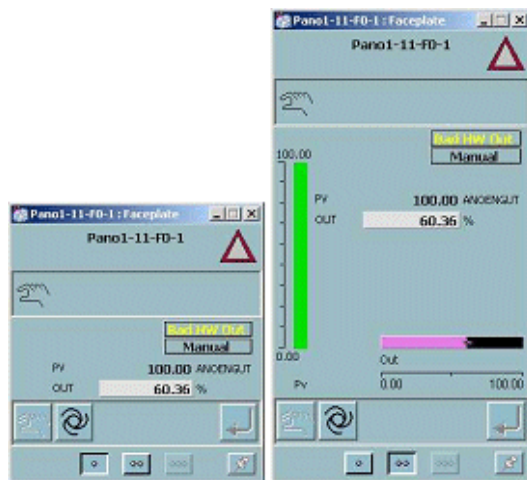 Pano1-11-F0-1 : Faceplate
Pano1-11-F0-1
Bad HW Out
Manual
PV 100.00 ANOENGUT
OUT 60.36 %
Pano1-11-F0-1 : Faceplate
Pano1-11-F0-1
Bad HW Out
Manual
100.00
PV 100.00 ANOENGUT
OUT 60.36 %
0.00
Out
Pv
0.00 100.00